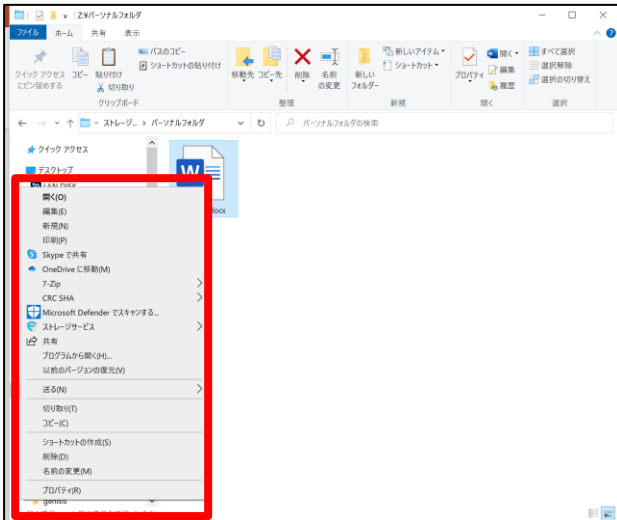 Z:¥パーソナルフォルダ
ファイル ホーム 共有 表示
クイック アクセス
にピン留めする
コピー
貼り付け
パスのコピー
ショートカットの貼り付け
切り取り
クリップボード
移動先
コピー先
削除
名前
の変更
整理
新しい
フォルダー
新しいアイテム
ショートカット
新規
プロパティ
開く
編集
履歴
開く
すべて選択
選択解除
選択の切り替え
選択
ストレージ... > パーソナルフォルダ
パーソナルフォルダの検索
クイック アクセス
デスクトップ
LAN DISK
W
.docx
開く(O)
編集(E)
新規(N)
印刷(P)
Skype で共有
OneDrive に移動(M)
7-Zip
CRC SHA
Microsoft Defender でスキャンする...
ストレージサービス
共有
プログラムから開く(H)...
以前のバージョンの復元(V)
送る(N)
切り取り(T)
コピー(C)
ショートカットの作成(S)
削除(D)
名前の変更(M)
プロパティ(R)
genisis